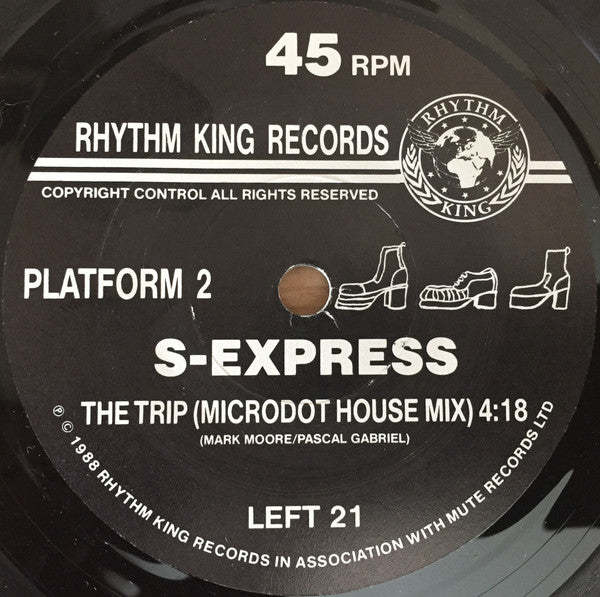 45 RPM
RHYTHM KING RECORDS
RHYTHM
KING
COPYRIGHT CONTROL ALL RIGHTS RESERVED
PLATFORM 2
S-EXPRESS
THE TRIP (MICRODOT HOUSE MIX) 4:18
(MARK MOORE/PASCAL GABRIEL)
LEFT 21
℗ © 1988 RHYTHM KING RECORDS IN ASSOCIATION WITH MUTE RECORDS LTD